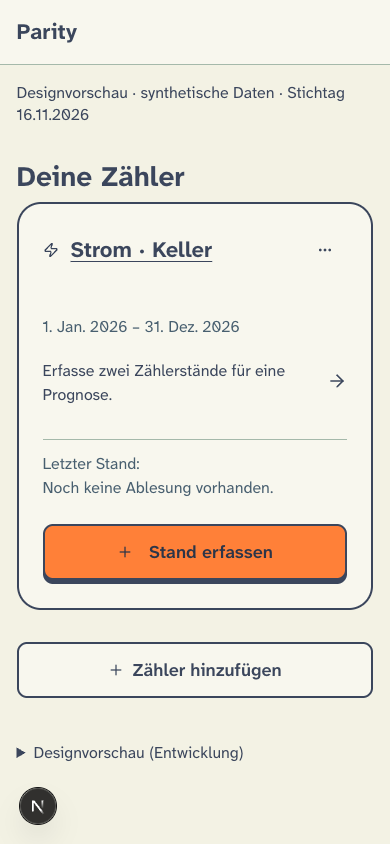 Parity
Designvorschau · synthetische Daten · Stichtag
16.11.2026
Deine Zähler
Strom · Keller
1. Jan. 2026 – 31. Dez. 2026
Erfasse zwei Zählerstände für eine
Prognose.
Letzter Stand:
Noch keine Ablesung vorhanden.
+ Stand erfassen
+ Zähler hinzufügen
Designvorschau (Entwicklung)
N